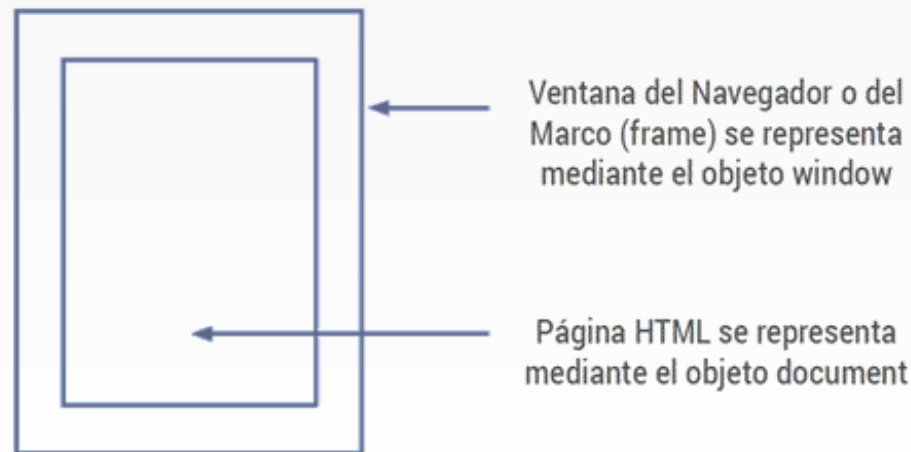 Ventana del Navegador o del
Marco (frame) se representa
mediante el objeto window
Página HTML se representa
mediante el objeto document